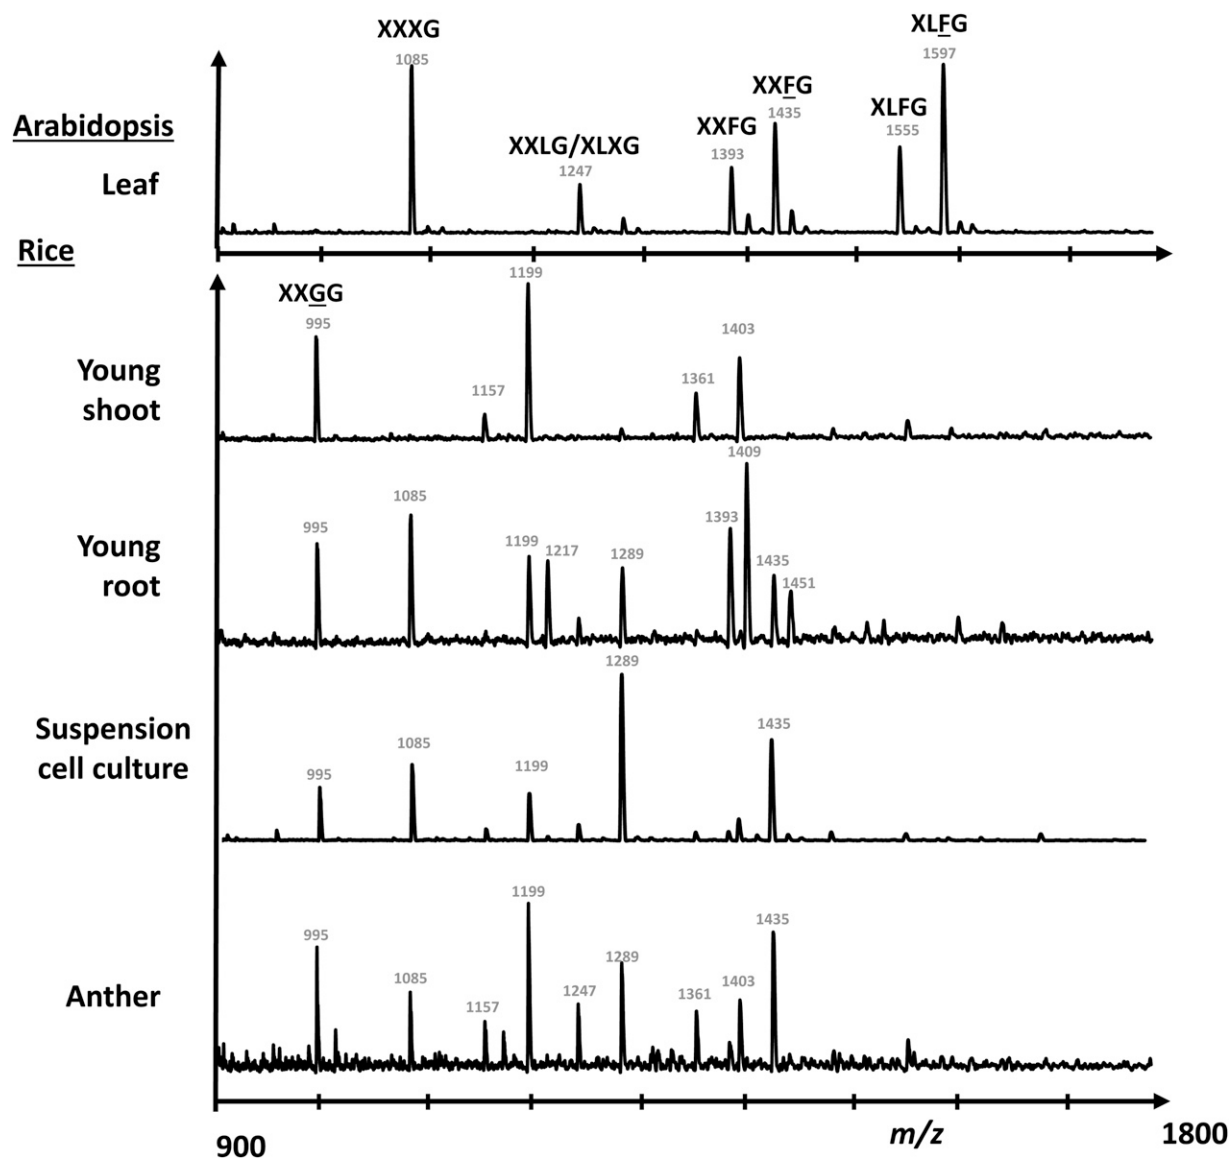 XXXG
1085
XLFG
1597
XXFG
1435
XLFG
1555
XXFG
1393
XXLG/XLXG
1247
Arabidopsis
Leaf
Rice
XXGG
995
1199
1403
1361
1157
Young
shoot
1409
1085
1393
995
1199
1217
1289
1435
1451
Young
root
1289
1435
1085
1199
995
Suspension
cell culture
1199
1435
995
1289
1085
1247
1361
1403
1157
Anther
900
m/z
1800